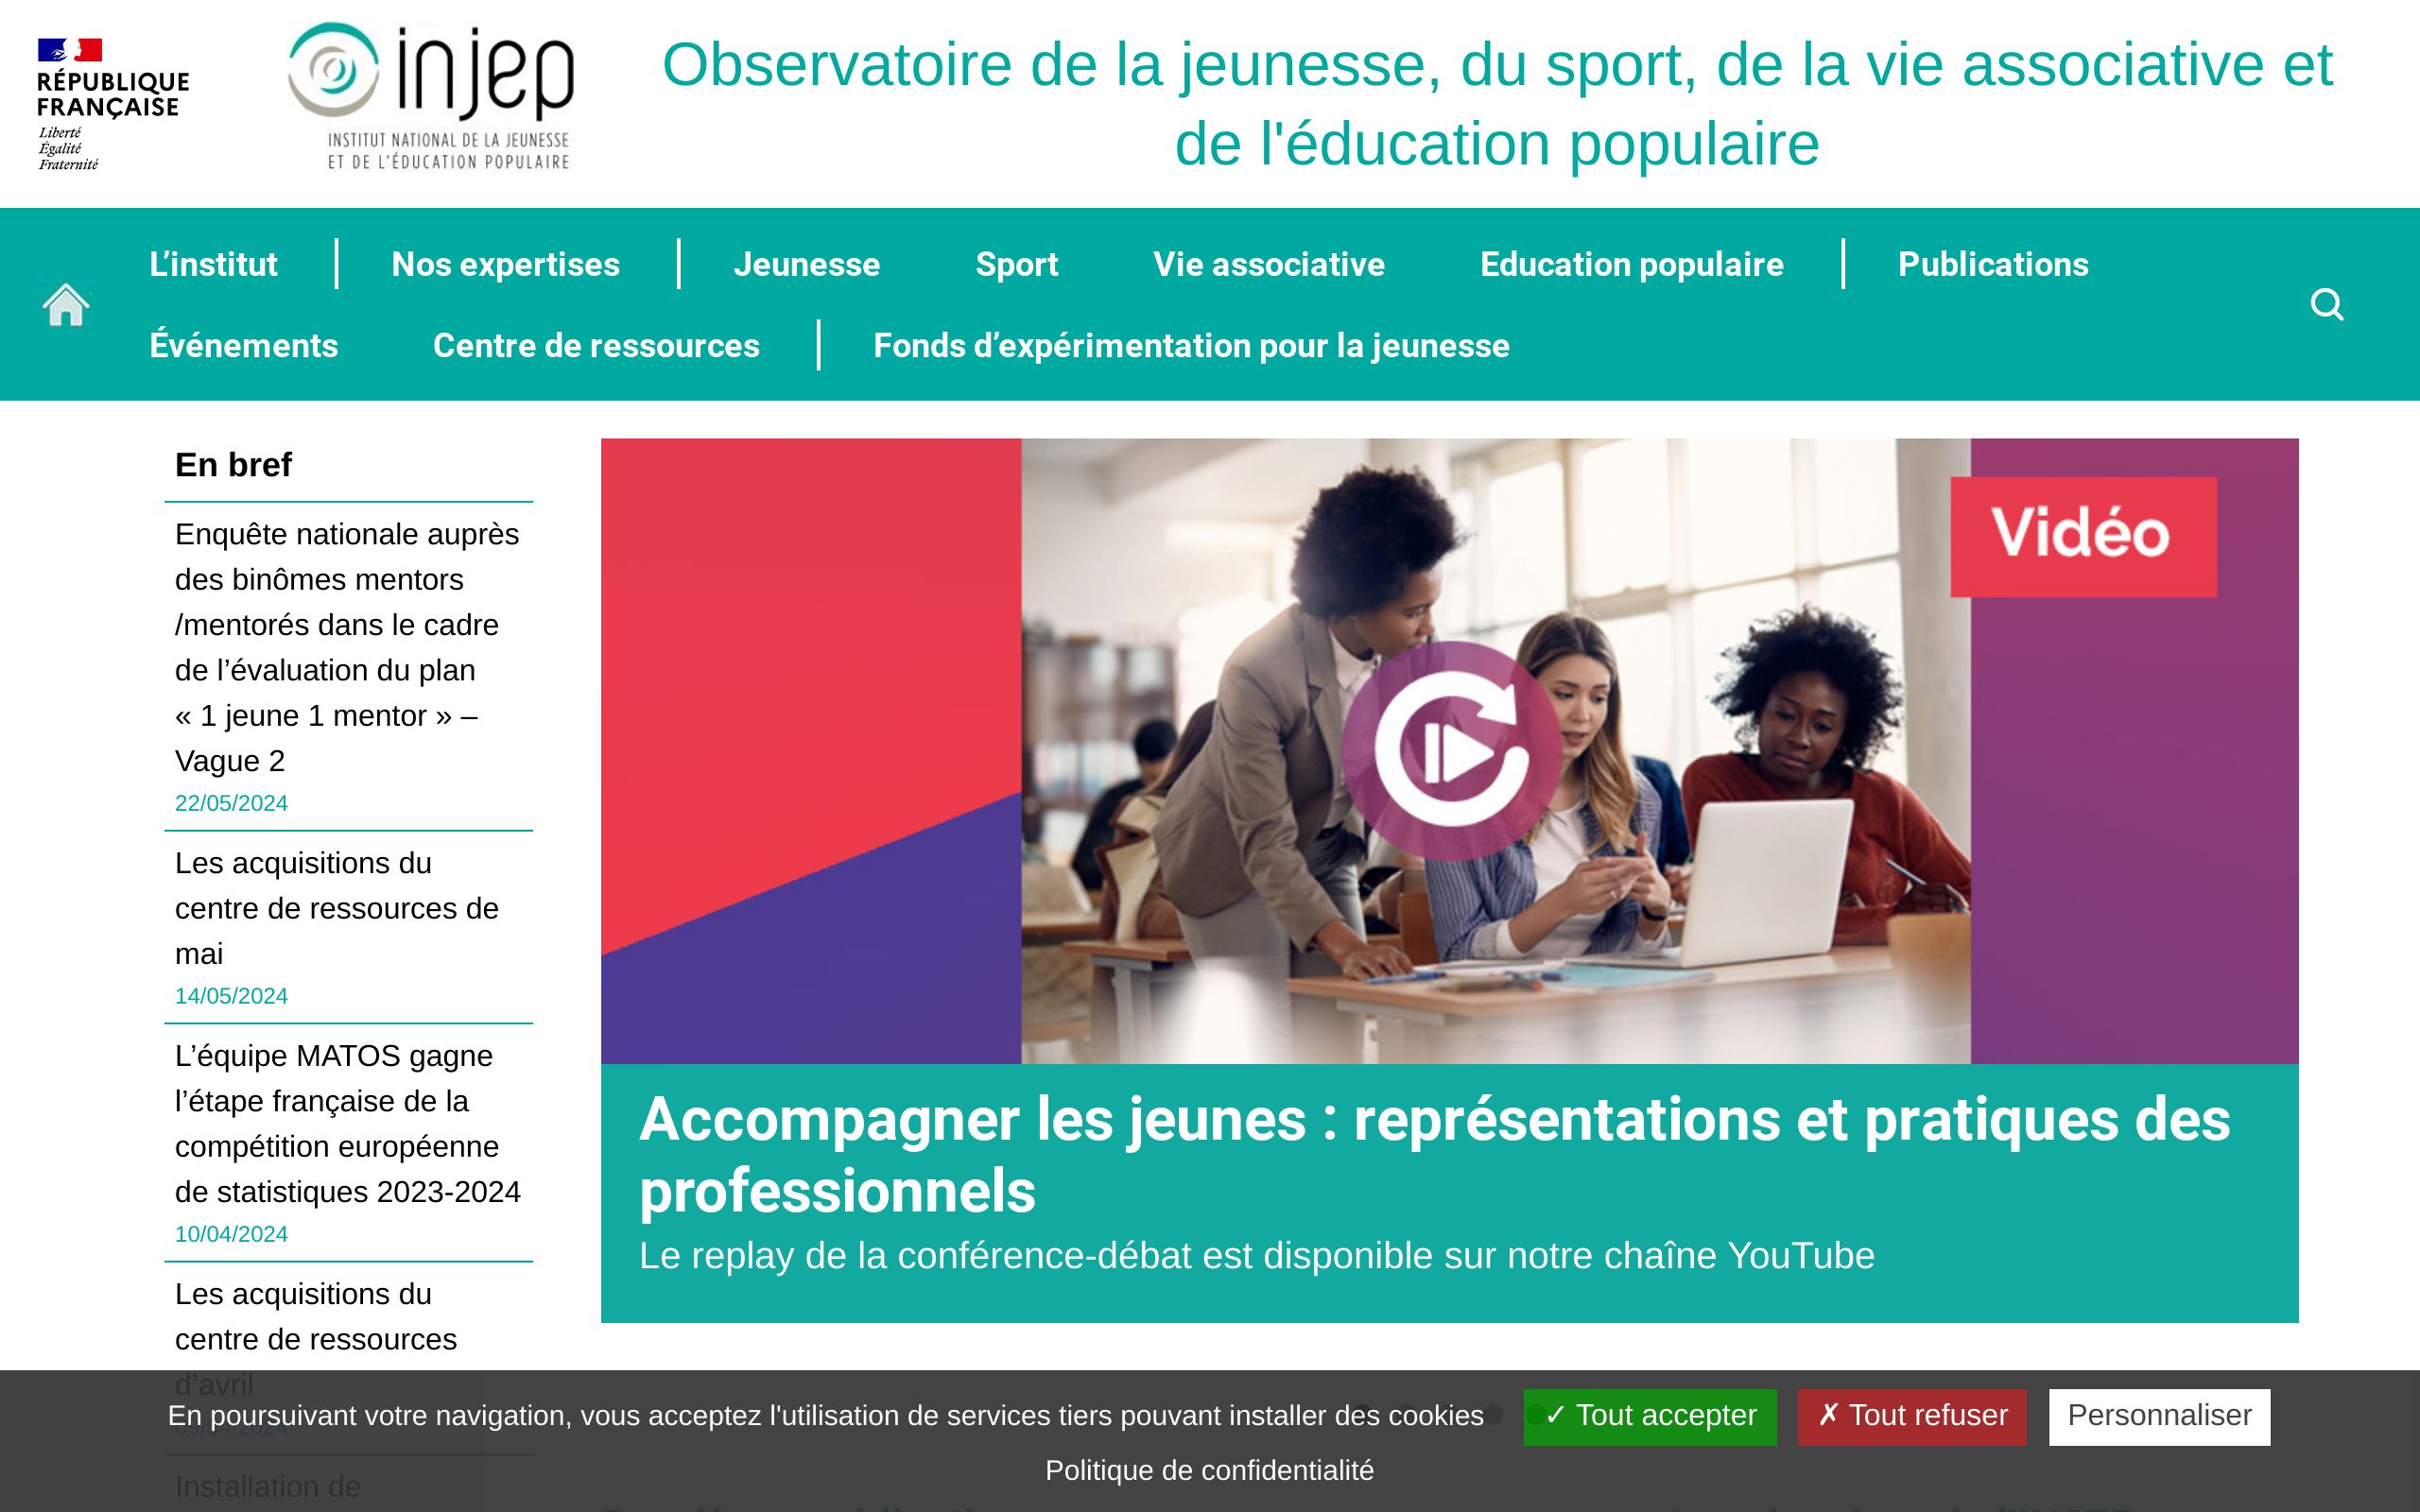 RÉPUBLIQUE
FRANÇAISE
Liberté
Égalité
Fraternité
injep
INSTITUT NATIONAL DE LA JEUNESSE
ET DE L'ÉDUCATION POPULAIRE
Observatoire de la jeunesse, du sport, de la vie associative et
de l'éducation populaire
L’institut
Nos expertises
Jeunesse
Sport
Vie associative
Education populaire
Publications
Événements
Centre de ressources
Fonds d’expérimentation pour la jeunesse
En bref
Enquête nationale auprès
des binômes mentors
/mentorés dans le cadre
de l’évaluation du plan
« 1 jeune 1 mentor » –
Vague 2
22/05/2024
Les acquisitions du
centre de ressources de
mai
14/05/2024
L’équipe MATOS gagne
l’étape française de la
compétition européenne
de statistiques 2023-2024
10/04/2024
Les acquisitions du
centre de ressources
d’avril
Installation de
Vidéo
Accompagner les jeunes : représentations et pratiques des
professionnels
Le replay de la conférence-débat est disponible sur notre chaîne YouTube
En poursuivant votre navigation, vous acceptez l'utilisation de services tiers pouvant installer des cookies
✓ Tout accepter
✗ Tout refuser
Personnaliser
Politique de confidentialité